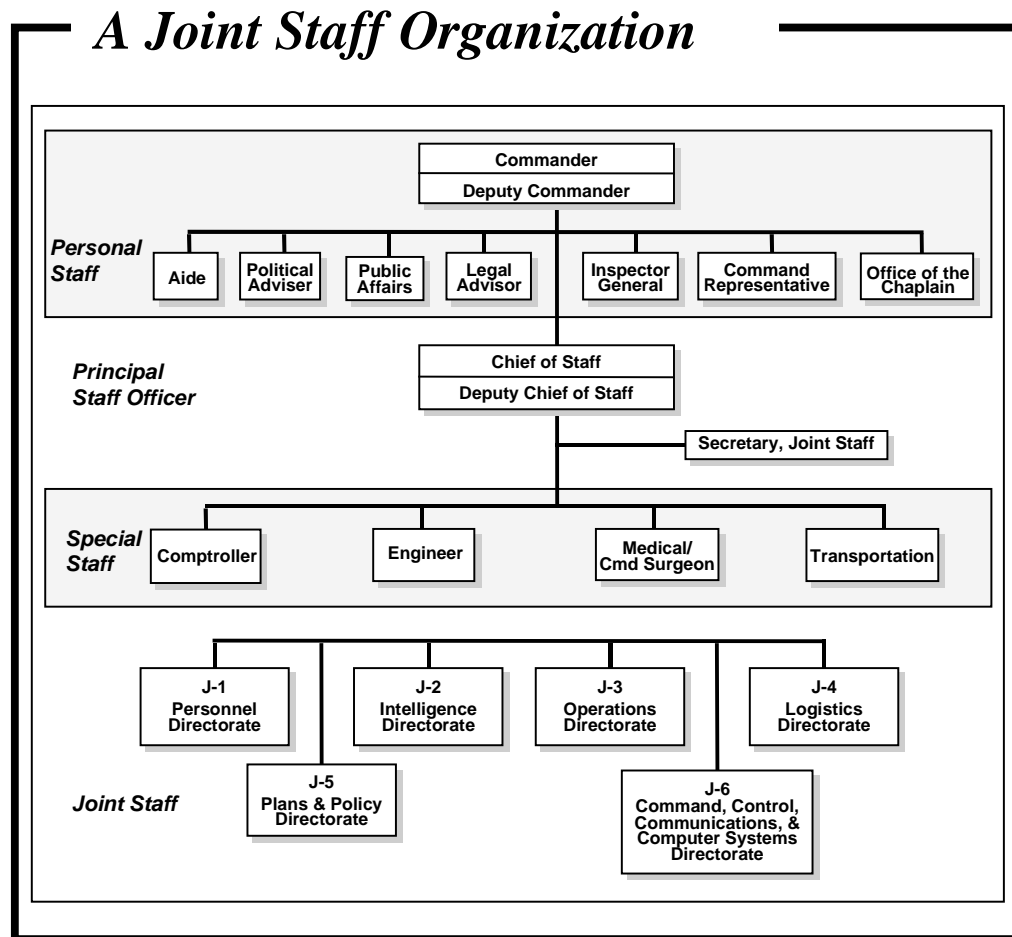 A Joint Staff Organization
Commander
Deputy Commander
Personal
Staff
Aide
Political
Adviser
Public
Affairs
Legal
Advisor
Inspector
General
Command
Representative
Office of the
Chaplain
Principal
Staff Officer
Chief of Staff
Deputy Chief of Staff
Secretary, Joint Staff
Special
Staff
Comptroller
Engineer
Medical/
Cmd Surgeon
Transportation
J-1
Personnel
Directorate
J-2
Intelligence
Directorate
J-3
Operations
Directorate
J-4
Logistics
Directorate
Joint Staff
J-5
Plans & Policy
Directorate
J-6
Command, Control,
Communications, &
Computer Systems
Directorate